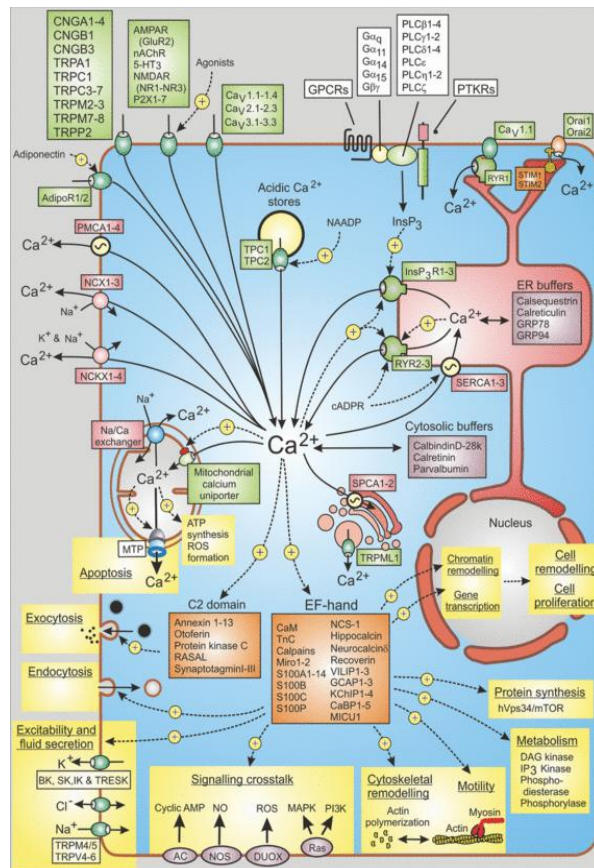 CNGA1-4
CNGB1
CNGB3
TRPA1
TRPC1
TRPC3-7
TRPM2-3
TRPM7-8
TRPP2
AMPAR
(GluR2)
nAChR
5-HT3
NMDAR
(NR1-NR3)
P2X1-7
Agonists
+
CaV1.1-1.4
CaV2.1-2.3
CaV3.1-3.3
GPCRs
Gαq
Gα11
Gα14
Gα15
Gβγ
PLCβ1-4
PLCγ1-2
PLCδ1-4
PLCε
PLCη1-2
PLCζ
PTKRs
CaV1.1
RYR1
Ca2+
Orai1
Orai2
STIM1
STIM2
Ca2+
Adiponectin
+
AdipoR1/2
PMCA1-4
Ca2+
NCX1-3
Ca2+
Na+
K+ & Na+
Ca2+
NCKX1-4
Acidic Ca2+
stores
NAADP
TPC1
TPC2
+
InsP3
+
InsP3R1-3
+
+
Ca2+
RYR2-3
cADPR
SERCA1-3
ER buffers
Calsequestrin
Calreticulin
GRP78
GRP94
Ca2+
Cytosolic buffers
CalbindinD-28k
Calretinin
Parvalbumin
Na+
Ca2+
Na/Ca
exchanger
+
Ca2+
Mitochondrial
calcium
uniporter
+
+
ATP
synthesis
ROS
formation
MTP
Apoptosis
Ca2+
SPCA1-2
TRPML1
Ca2+
Nucleus
Chromatin
remodelling
Gene
transcription
Cell
remodelling
Cell
proliferation
+
+
+
+
C2 domain
Annexin 1-13
Otoferin
Protein kinase C
RASAL
SynaptotagminI-III
EF-hand
CaM
TnC
Calpains
Miro1-2
S100A1-14
S100B
S100C
S100P
NCS-1
Hippocalcin
Neurocalcinδ
Recoverin
VILIP1-3
GCAP1-3
KChIP1-4
CaBP1-5
MICU1
Exocytosis
+
Endocytosis
+
Excitability and
fluid secretion
+
K+
BK, SK,IK & TRESK
Cl-
Na+
TRPM4/5
TRPV4-6
+
Protein synthesis
hVps34/mTOR
+
Metabolism
DAG kinase
IP3 Kinase
Phospho-
diesterase
Phosphorylase
+
+
+
Signalling crosstalk
Cyclic AMP
NO
ROS
MAPK
PI3K
AC
NOS
DUOX
Ras
Cytoskeletal
remodelling
Actin
polymerization
Motility
Myosin
Actin